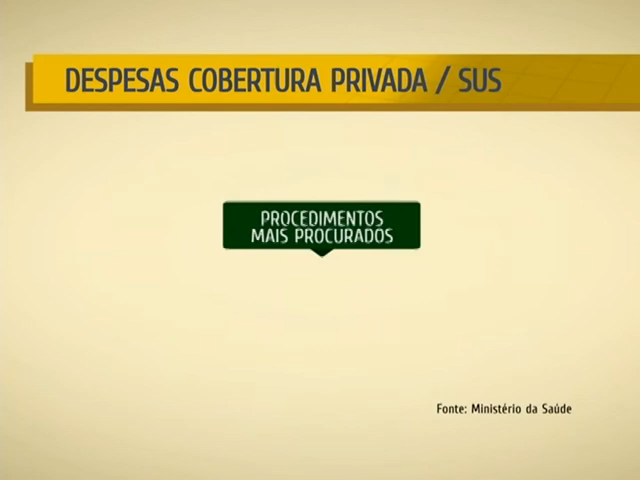 DESPESAS COBERTURA PRIVADA / SUS
PROCEDIMENTOS
MAIS PROCURADOS
Fonte: Ministério da Saúde